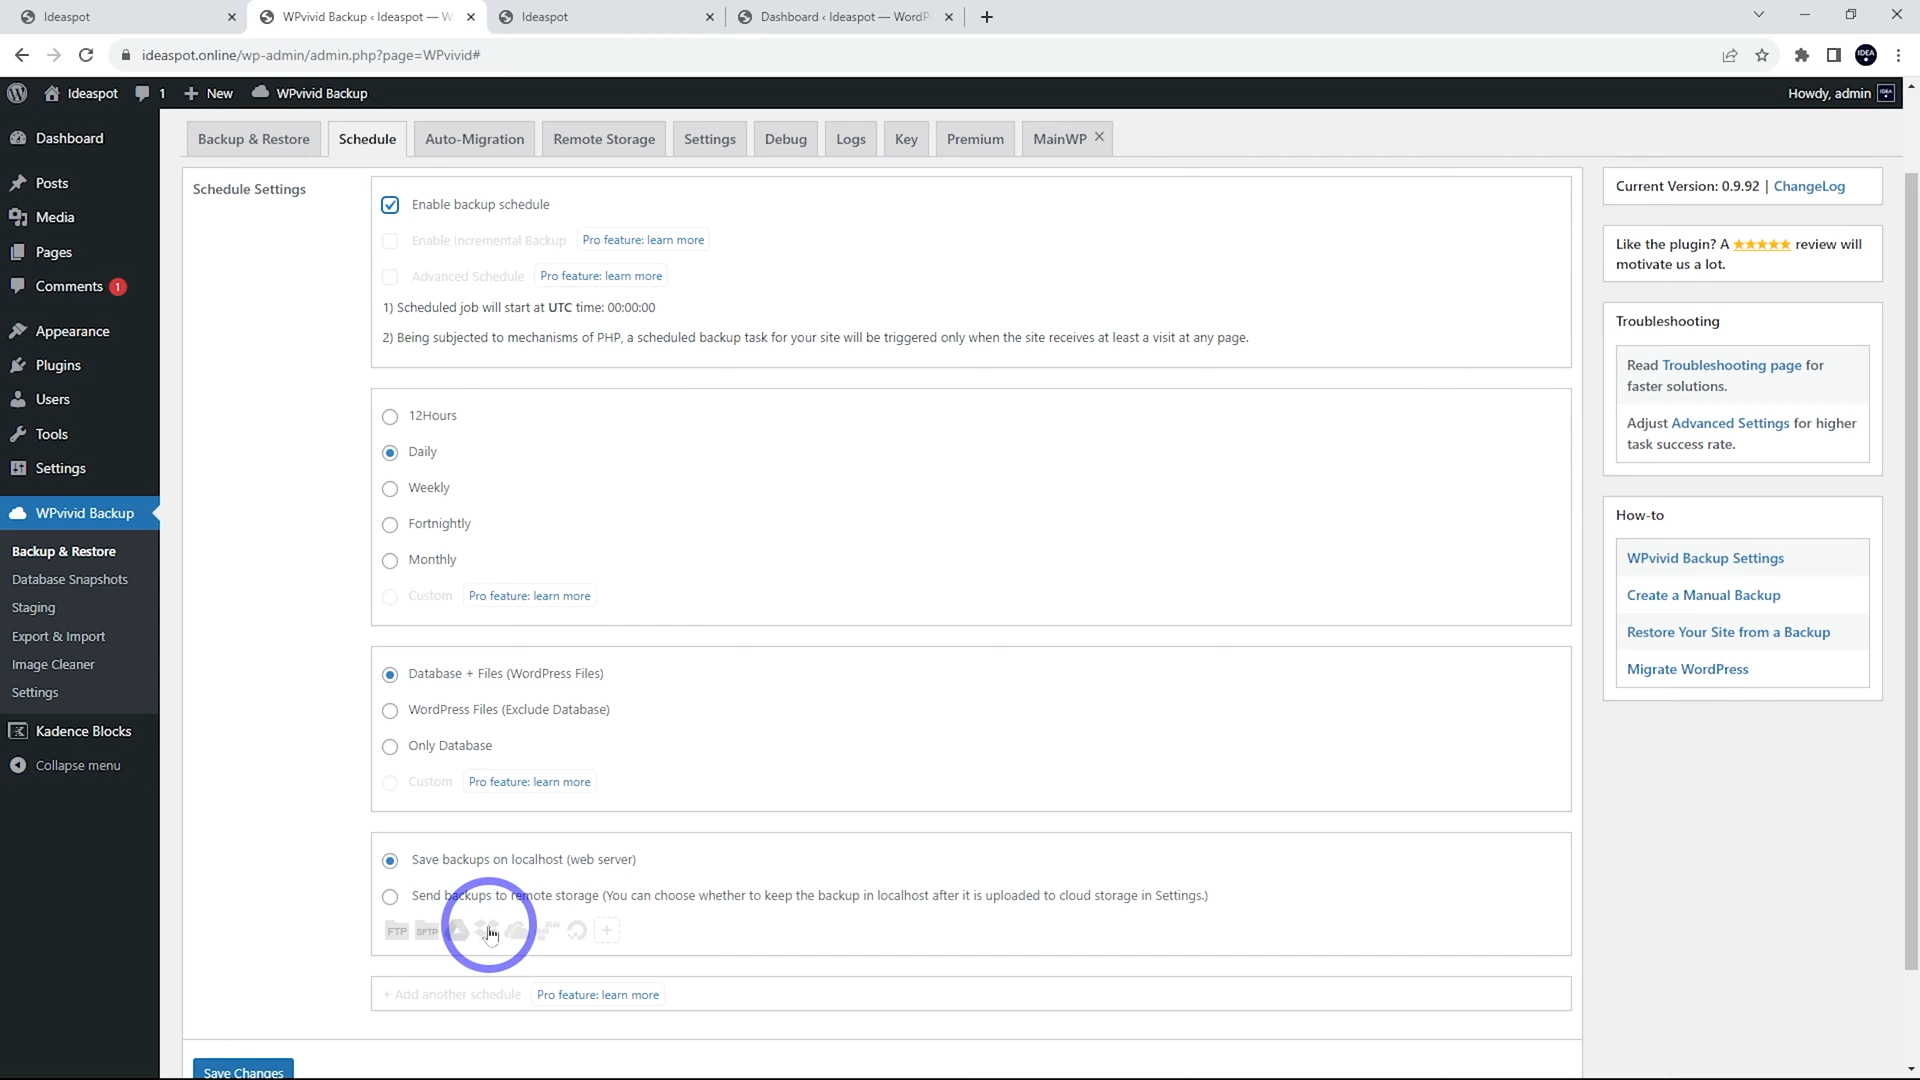 Ideaspot
WPvivid Backup ‹ Ideaspot — W
Ideaspot
Dashboard ‹ Ideaspot — WordP
ideaspot.online/wp-admin/admin.php?page=WPvivid#
IDEA
Ideaspot
1
New
WPvivid Backup
Howdy, admin
Dashboard
Posts
Media
Pages
Comments 1
Appearance
Plugins
Users
Tools
Settings
WPvivid Backup
Backup & Restore
Database Snapshots
Staging
Export & Import
Image Cleaner
Settings
Kadence Blocks
Collapse menu
Backup & Restore
Schedule
Auto-Migration
Remote Storage
Settings
Debug
Logs
Key
Premium
MainWP
Schedule Settings
Enable backup schedule
Enable Incremental Backup Pro feature: learn more
Advanced Schedule Pro feature: learn more
1) Scheduled job will start at UTC time: 00:00:00
2) Being subjected to mechanisms of PHP, a scheduled backup task for your site will be triggered only when the site receives at least a visit at any page.
12Hours
Daily
Weekly
Fortnightly
Monthly
Custom Pro feature: learn more
Database + Files (WordPress Files)
WordPress Files (Exclude Database)
Only Database
Custom Pro feature: learn more
Save backups on localhost (web server)
Send backups to remote storage (You can choose whether to keep the backup in localhost after it is uploaded to cloud storage in Settings.)
FTP SFTP
+ Add another schedule Pro feature: learn more
Save Changes
Current Version: 0.9.92 | ChangeLog
Like the plugin? A ★★★★★ review will
motivate us a lot.
Troubleshooting
Read Troubleshooting page for
faster solutions.
Adjust Advanced Settings for higher
task success rate.
How-to
WPvivid Backup Settings
Create a Manual Backup
Restore Your Site from a Backup
Migrate WordPress